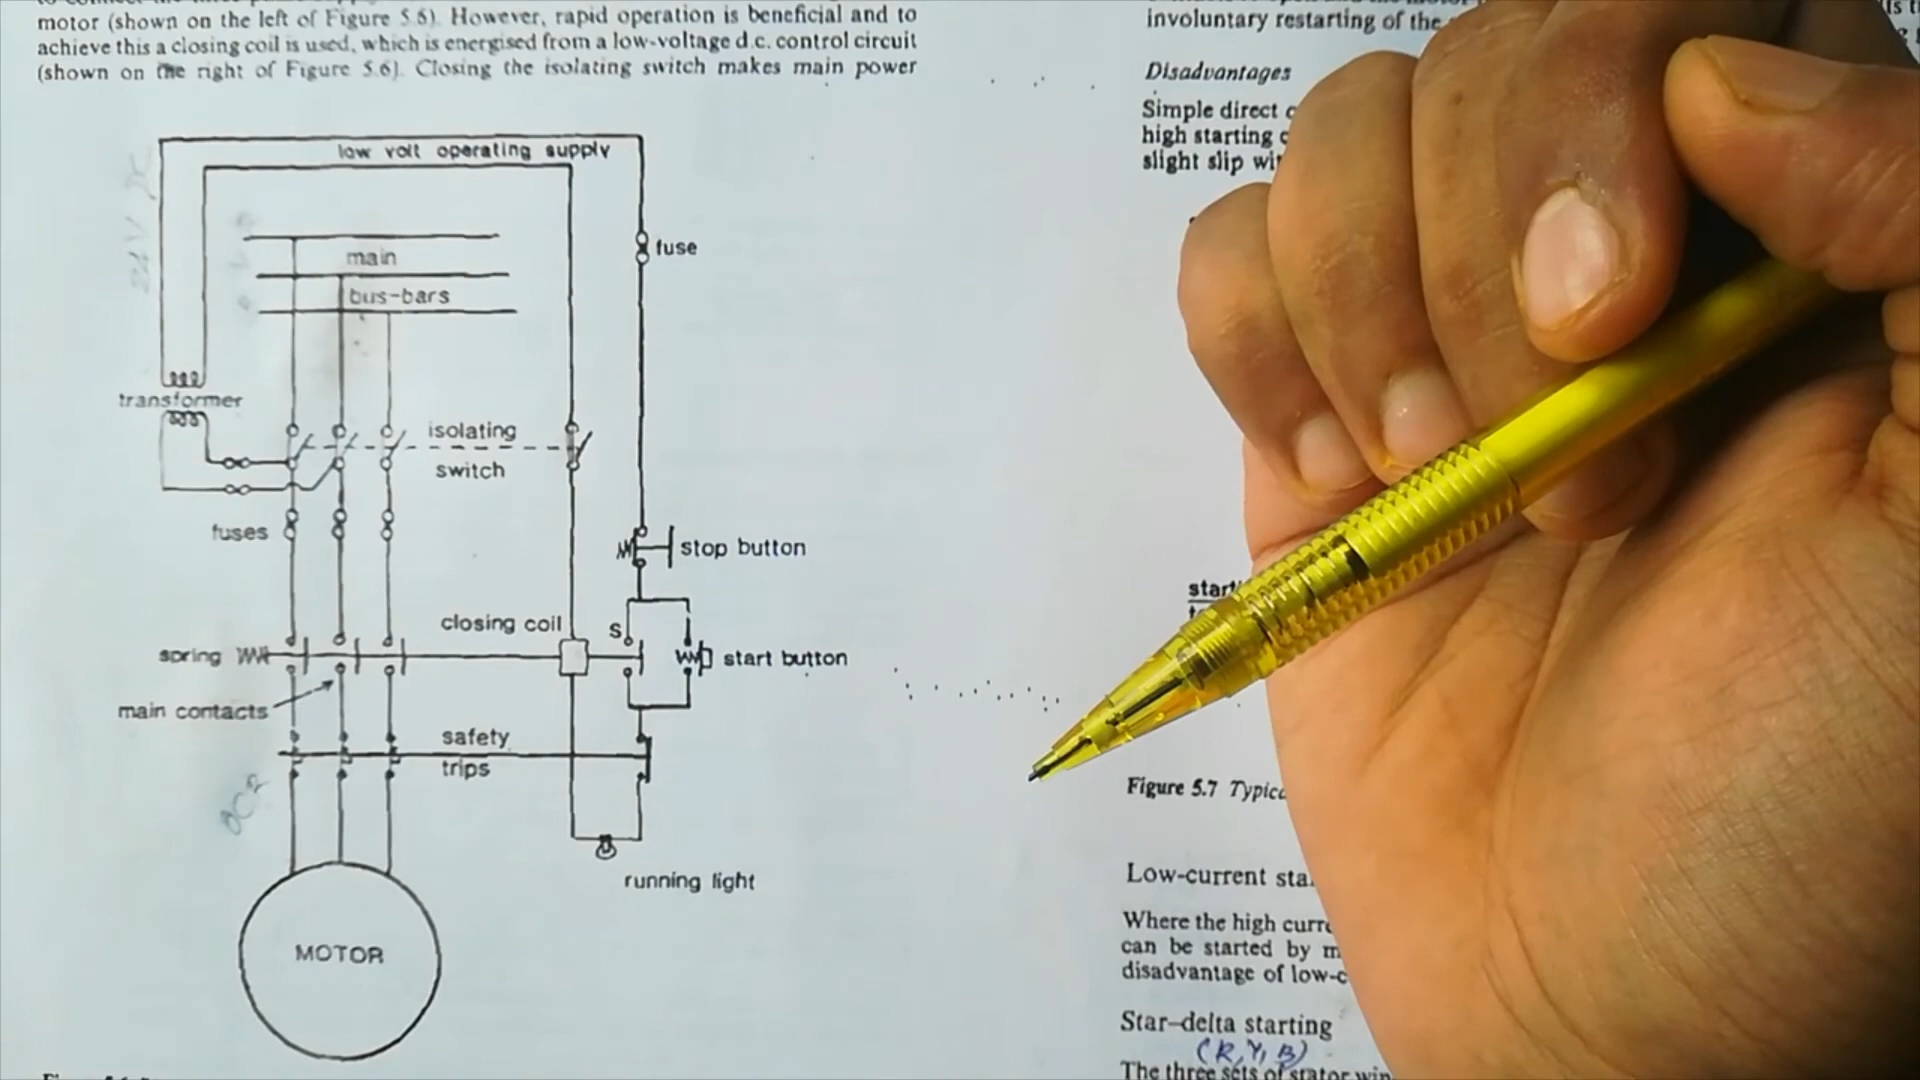 motor (shown on the left of Figure 5.6). However, rapid operation is beneficial and to
achieve this a closing coil is used, which is energised from a low-voltage d.c. control circuit
(shown on the right of Figure 5.6). Closing the isolating switch makes main power
low volt operating supply
24V DC
fuse
main
bus-bars
transformer
isolating
switch
fuses
stop button
closing coil
S
spring
start button
main contacts
safety
trips
running light
MOTOR
involuntary restarting of the
Disadvantages
Simple direct
high starting
slight slip
Figure 5.7
Low-current
Where the high
can be started by
disadvantage of
Star–delta starting
(R, Y, B)
The three sets of stator